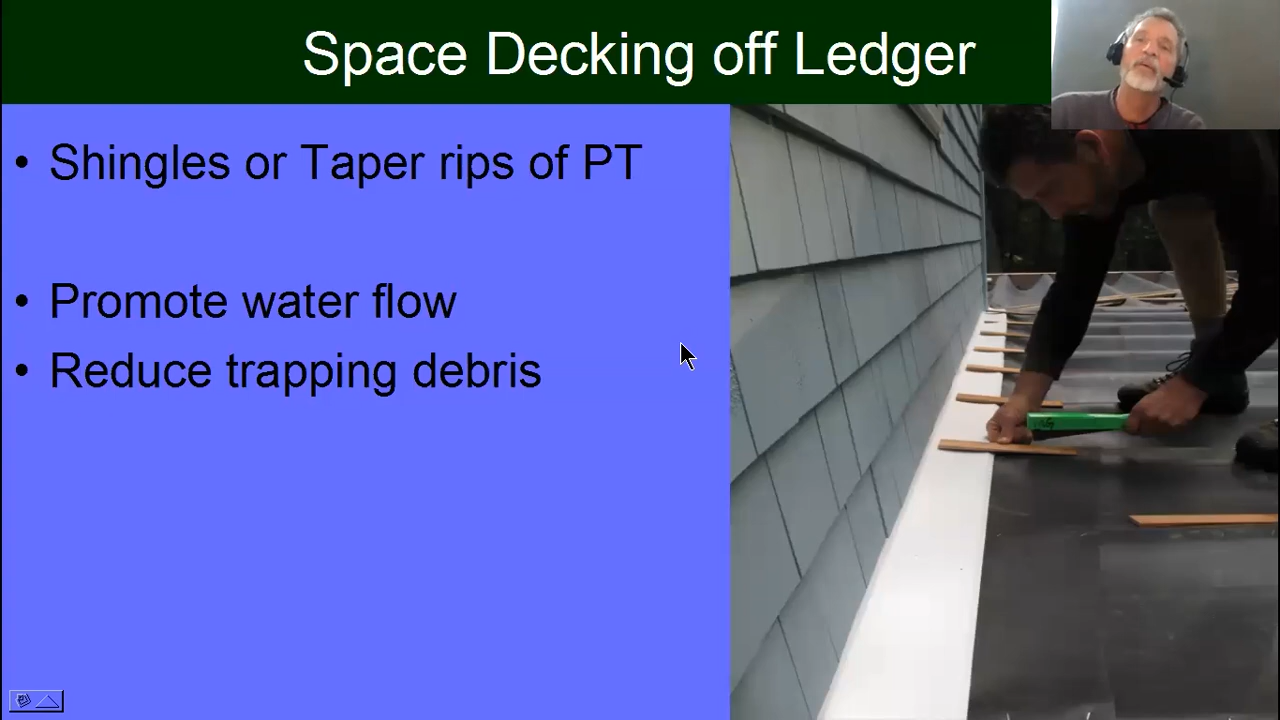 Space Decking off Ledger
• Shingles or Taper rips of PT
• Promote water flow
• Reduce trapping debris